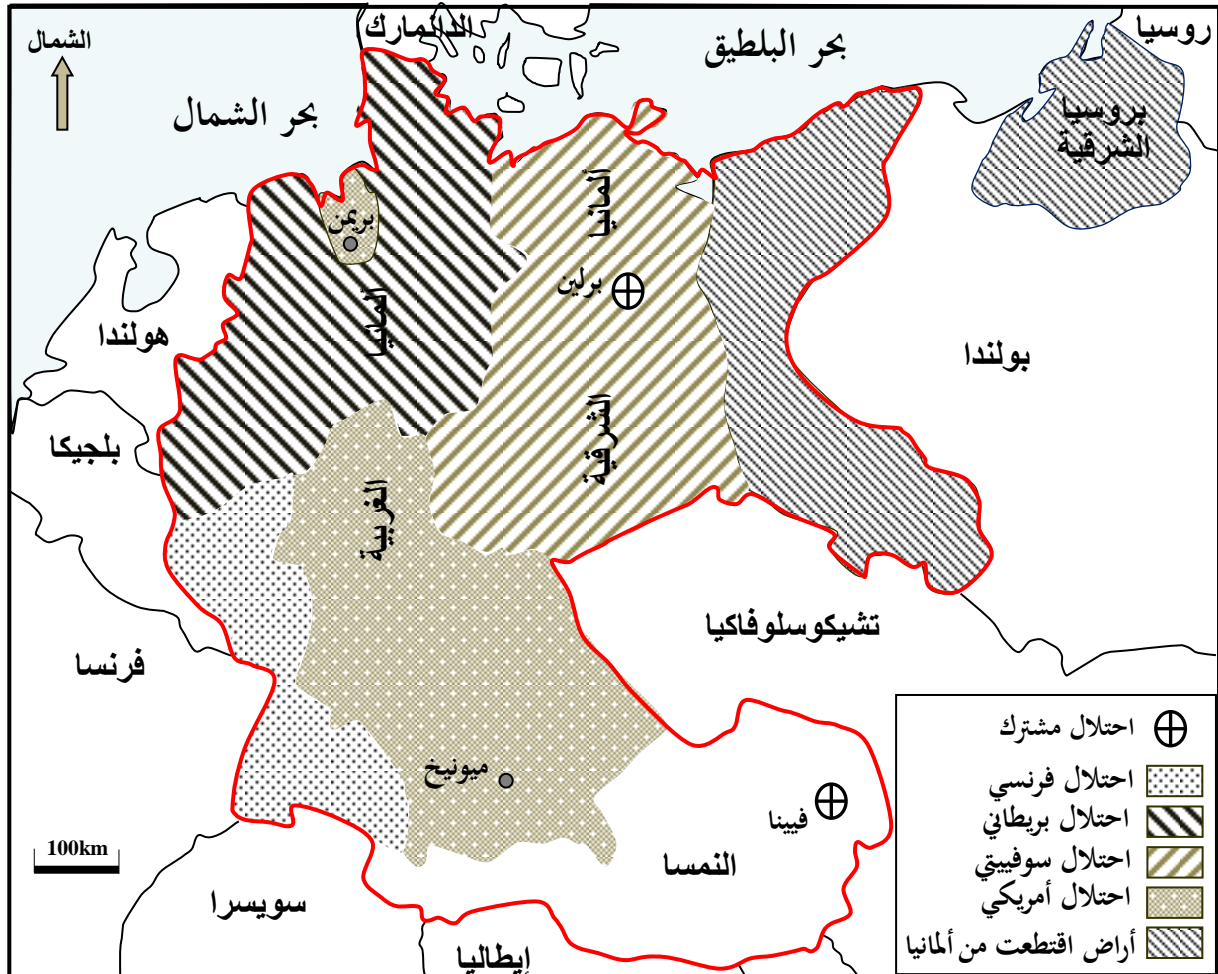 الدانمارك
روسيا
الشمال
بحر البلطيق
بحر الشمال
بروسيا
الشرقية
ألمانيا
الشرقية
بريمن
برلين
ألمانيا
الغربية
هولندا
بولندا
بلجيكا
تشيكوسلوفاكيا
فرنسا
ميونيخ
فيينا
النمسا
سويسرا
إيطاليا
100km
احتلال مشترك
احتلال فرنسي
احتلال بريطاني
احتلال سوفييتي
احتلال أمريكي
أراض اقتطعت من ألمانيا